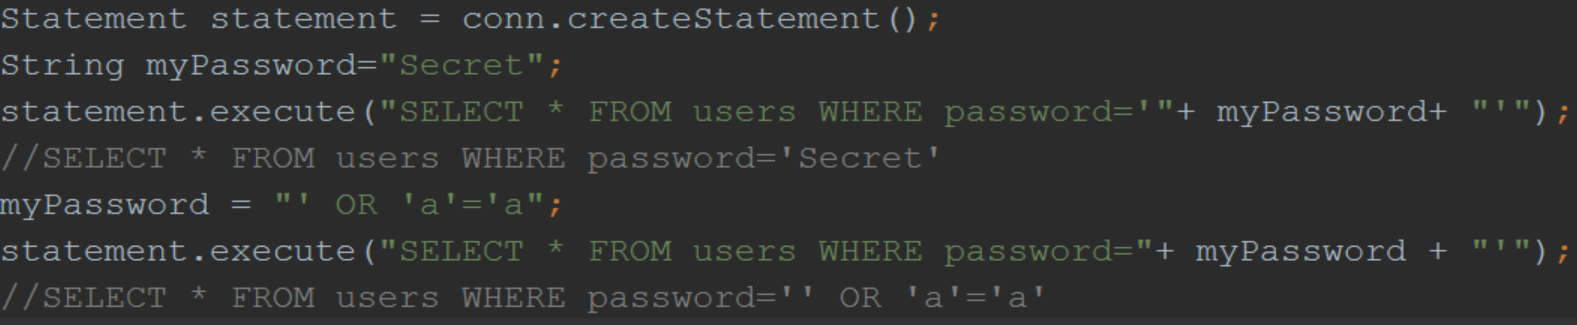 Statement statement = conn.createStatement();
String myPassword="Secret";
statement.execute("SELECT * FROM users WHERE password='"+ myPassword+ "'");
//SELECT * FROM users WHERE password='Secret'
myPassword = "' OR 'a'='a";
statement.execute("SELECT * FROM users WHERE password="+ myPassword + "'");
//SELECT * FROM users WHERE password='' OR 'a'='a'